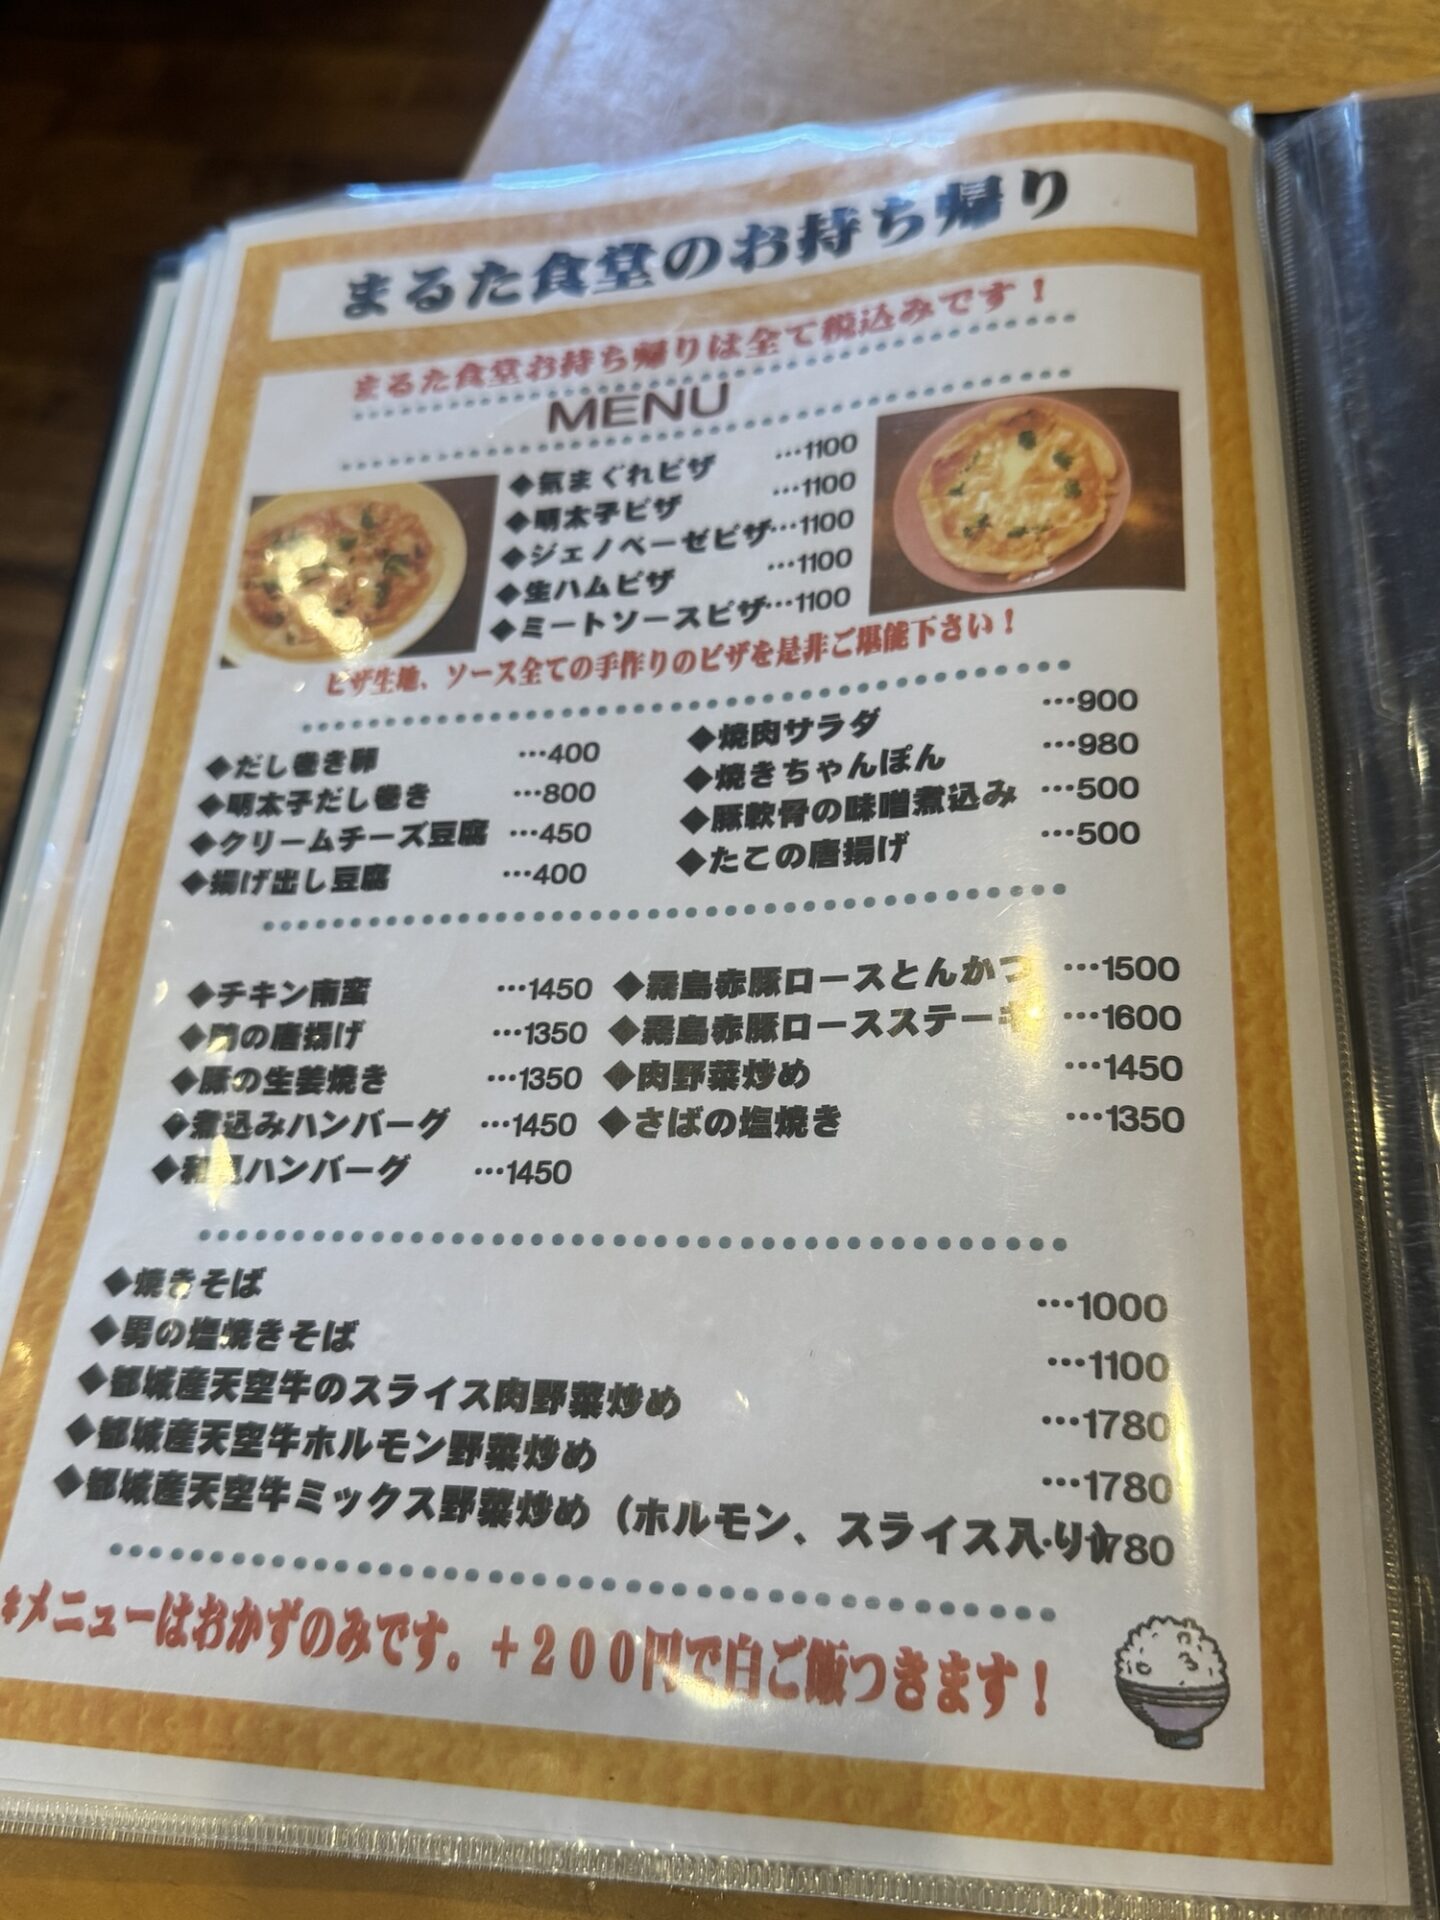 まるた食堂のお持ち帰り
まるた食堂お持ち帰りは全て税込みです！
MENU
◆気まぐれピザ …1100
◆明太子ピザ …1100
◆ジェノベーゼピザ…1100
◆生ハムピザ …1100
◆ミートソースピザ…1100
ピザ生地、ソース全ての手作りのピザを是非ご堪能下さい！
◆だし巻き卵 …400
◆明太子だし巻き …800
◆クリームチーズ豆腐 …450
◆揚げ出し豆腐 …400
◆焼肉サラダ …900
◆焼きちゃんぽん …980
◆豚軟骨の味噌煮込み …500
◆たこの唐揚げ …500
◆チキン南蛮 …1450
の唐揚げ …1350
◆豚の生姜焼き …1350
◆煮込みハンバーグ …1450
◆和風ハンバーグ …1450
◆霧島赤豚ロースとんかつ …1500
◆霧島赤豚ロースステーキ …1600
◆肉野菜炒め …1450
◆さばの塩焼き …1350
◆焼きそば …1000
◆男の塩焼きそば …1100
◆都城産天空牛のスライス肉野菜炒め …1780
◆都城産天空牛ホルモン野菜炒め …1780
◆都城産天空牛ミックス野菜炒め（ホルモン、スライス入り）…1780
*メニューはおかずのみです。＋２００円で白ご飯つきます！